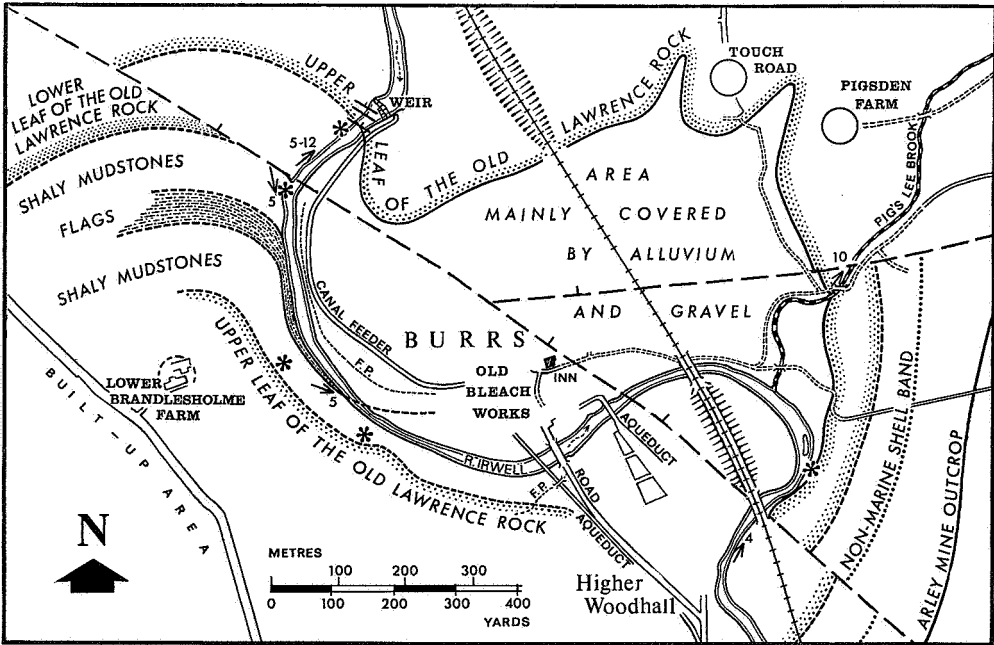 TOUCH
ROAD
PIGSDEN
FARM
LOWER
LEAF OF THE OLD
LAWRENCE ROCK
UPPER
LEAF OF THE OLD LAWRENCE ROCK
WEIR
5-12
5
SHALY MUDSTONES
FLAGS
SHALY MUDSTONES
AREA
MAINLY COVERED
BY ALLUVIUM
AND GRAVEL
PIG'S LEE BROOK
10
CANAL FEEDER
F.P.
BURRS
OLD
BLEACH
WORKS
INN
UPPER LEAF OF THE OLD LAWRENCE ROCK
LOWER
BRANDLESHOLME
FARM
BUILT-UP AREA
5
R. IRWELL
AQUEDUCT
ROAD
F.P.
AQUEDUCT
4
NON-MARINE SHELL BAND
ARLEY MINE OUTCROP
Higher
Woodhall
N
METRES
100 200 300
0 100 200 300 400
YARDS